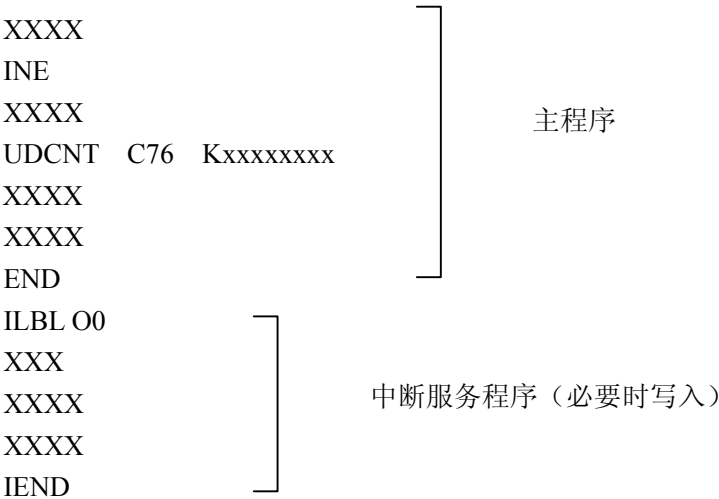 XXXX
INE
XXXX
主程序
UDCNT C76 Kxxxxxxxx
XXXX
XXXX
END
ILBL O0
XXX
XXXX
中断服务程序（必要时写入）
XXXX
IEND